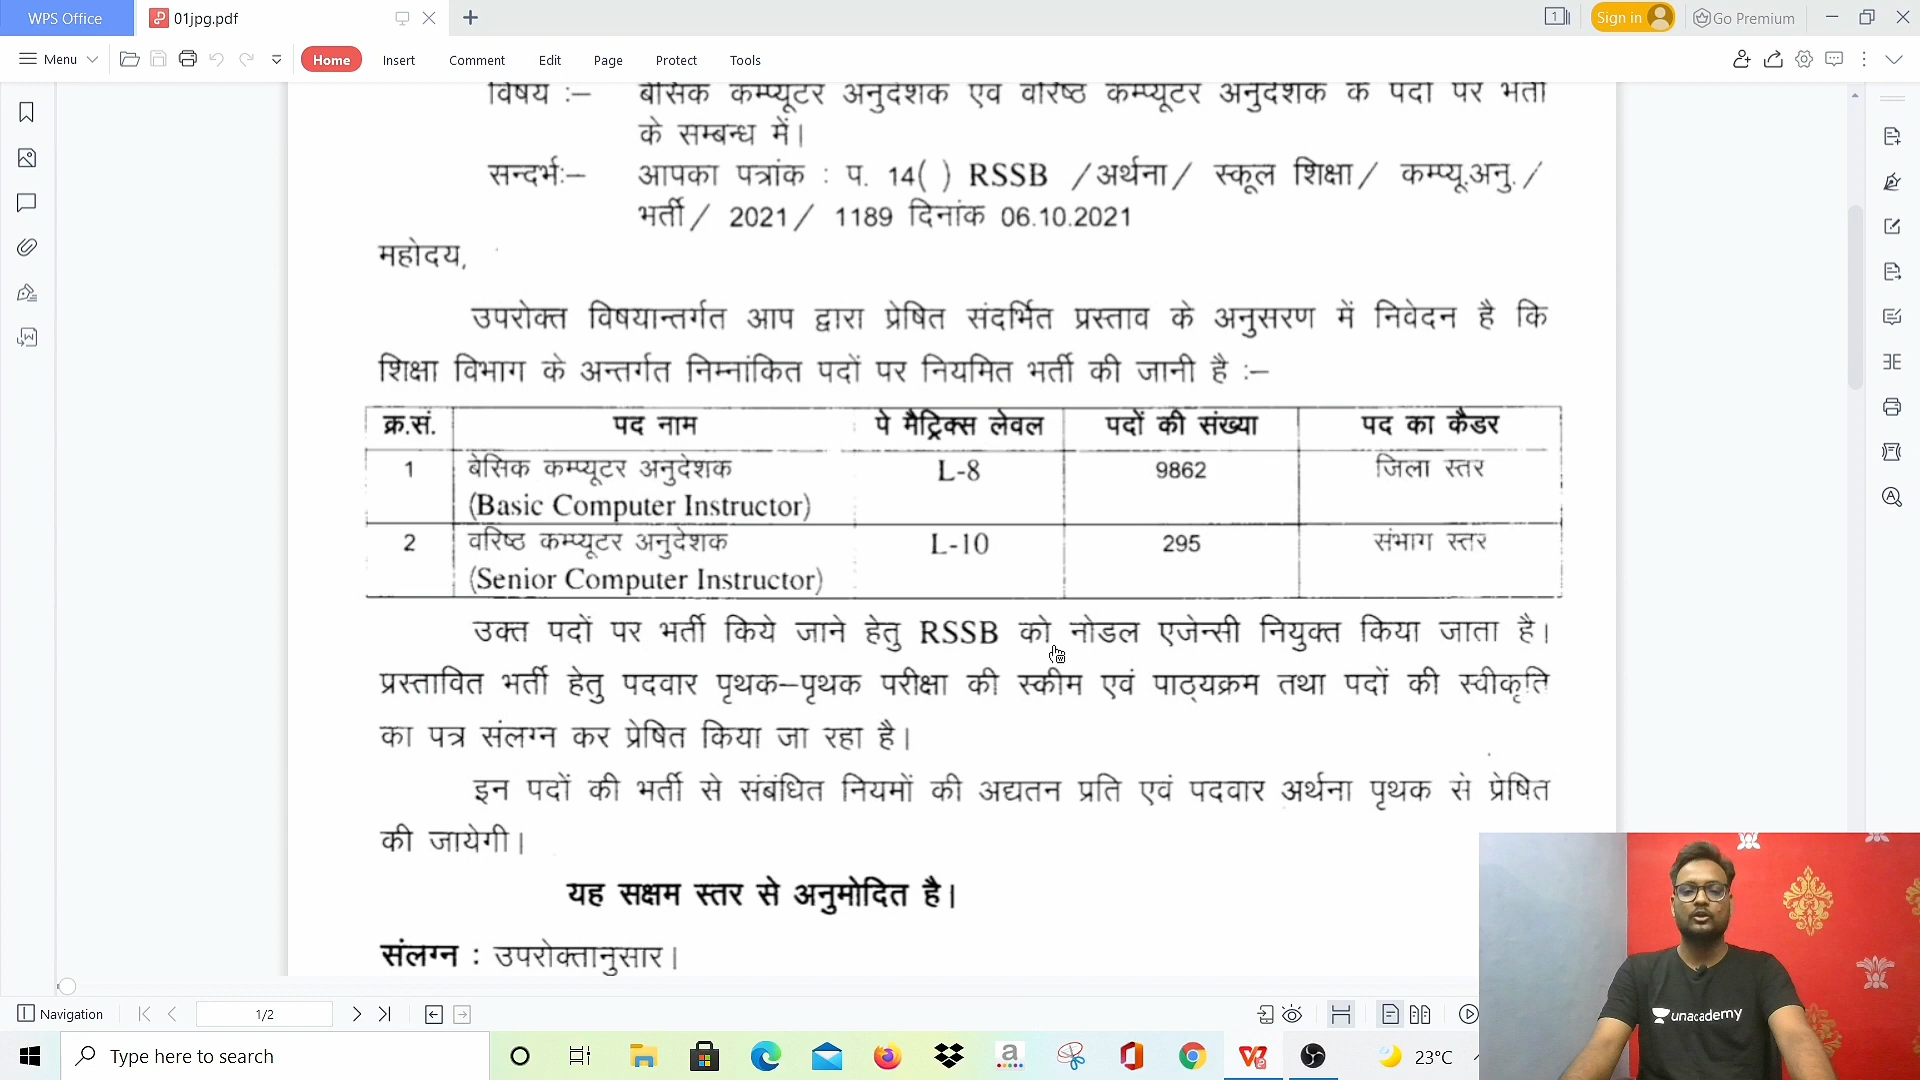 WPS Office
01jpg.pdf
Sign in
Go Premium
Menu
Home
Insert
Comment
Edit
Page
Protect
Tools
विषय :– बेसिक कम्प्यूटर अनुदेशक एवं वरिष्ठ कम्प्यूटर अनुदेशक के पदों पर भर्ती
के सम्बन्ध में।
सन्दर्भः– आपका पत्रांक : प. 14( ) RSSB /अर्थना/ स्कूल शिक्षा/ कम्प्यू.अनु./
भर्ती/ 2021/ 1189 दिनांक 06.10.2021
महोदय,
उपरोक्त विषयान्तर्गत आप द्वारा प्रेषित संदर्भित प्रस्ताव के अनुसरण में निवेदन है कि
शिक्षा विभाग के अन्तर्गत निम्नांकित पदों पर नियमित भर्ती की जानी है :–
क्र.सं. पद नाम पे मैट्रिक्स लेवल पदों की संख्या पद का कैडर
1 बेसिक कम्प्यूटर अनुदेशक L-8 9862 जिला स्तर
(Basic Computer Instructor)
2 वरिष्ठ कम्प्यूटर अनुदेशक L-10 295 संभाग स्तर
(Senior Computer Instructor)
उक्त पदों पर भर्ती किये जाने हेतु RSSB को नोडल एजेन्सी नियुक्त किया जाता है।
प्रस्तावित भर्ती हेतु पदवार पृथक–पृथक परीक्षा की स्कीम एवं पाठ्यक्रम तथा पदों की स्वीकृति
का पत्र संलग्न कर प्रेषित किया जा रहा है।
इन पदों की भर्ती से संबंधित नियमों की अद्यतन प्रति एवं पदवार अर्थना पृथक से प्रेषित
की जायेगी।
यह सक्षम स्तर से अनुमोदित है।
संलग्न : उपरोक्तानुसार।
unacademy
Navigation
1/2
Type here to search
23°C